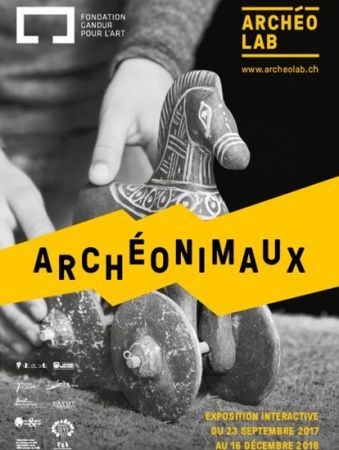 FONDATION
GANDUR
POUR L'ART
ARCHÉO
LAB
www.archeolab.ch
ARCHÉONIMAUX
PAYOT
EXPOSITION INTERACTIVE
DU 23 SEPTEMBRE 2017
AU 16 DÉCEMBRE 2018